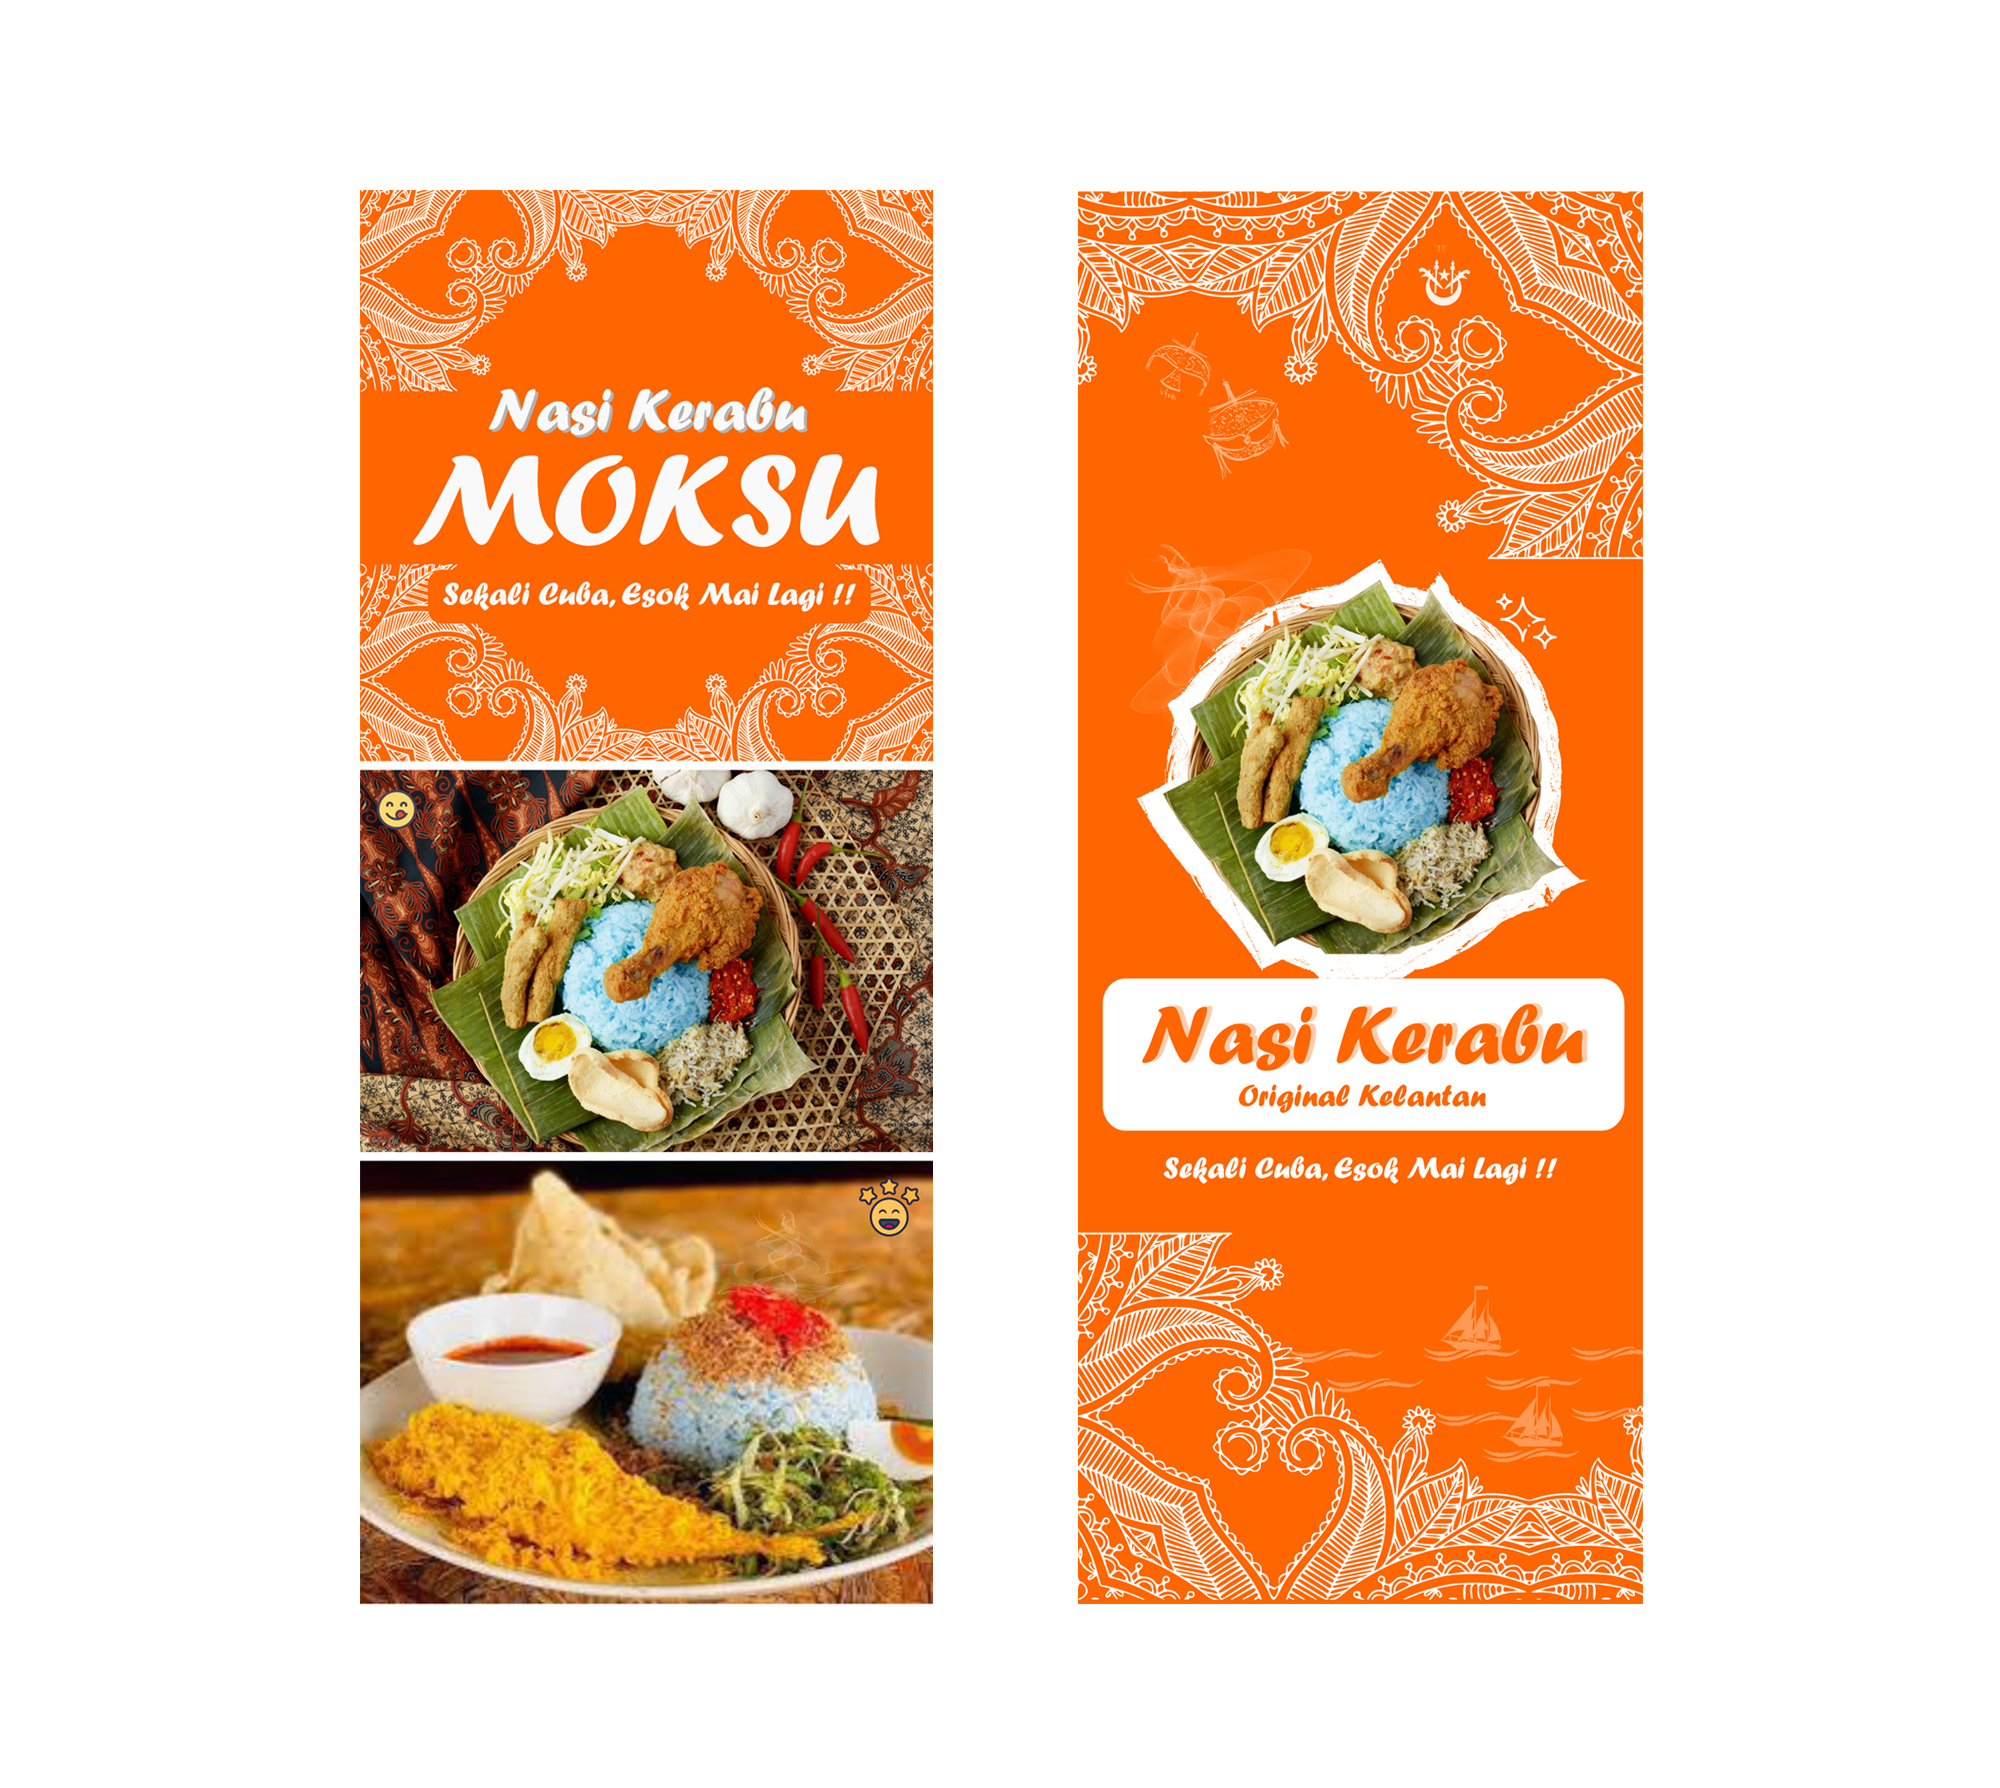 Nasi Kerabu
MOKSU
Sekali Cuba, Esok Mai Lagi !!
Nasi Kerabu
Original Kelantan
Sekali Cuba, Esok Mai Lagi !!